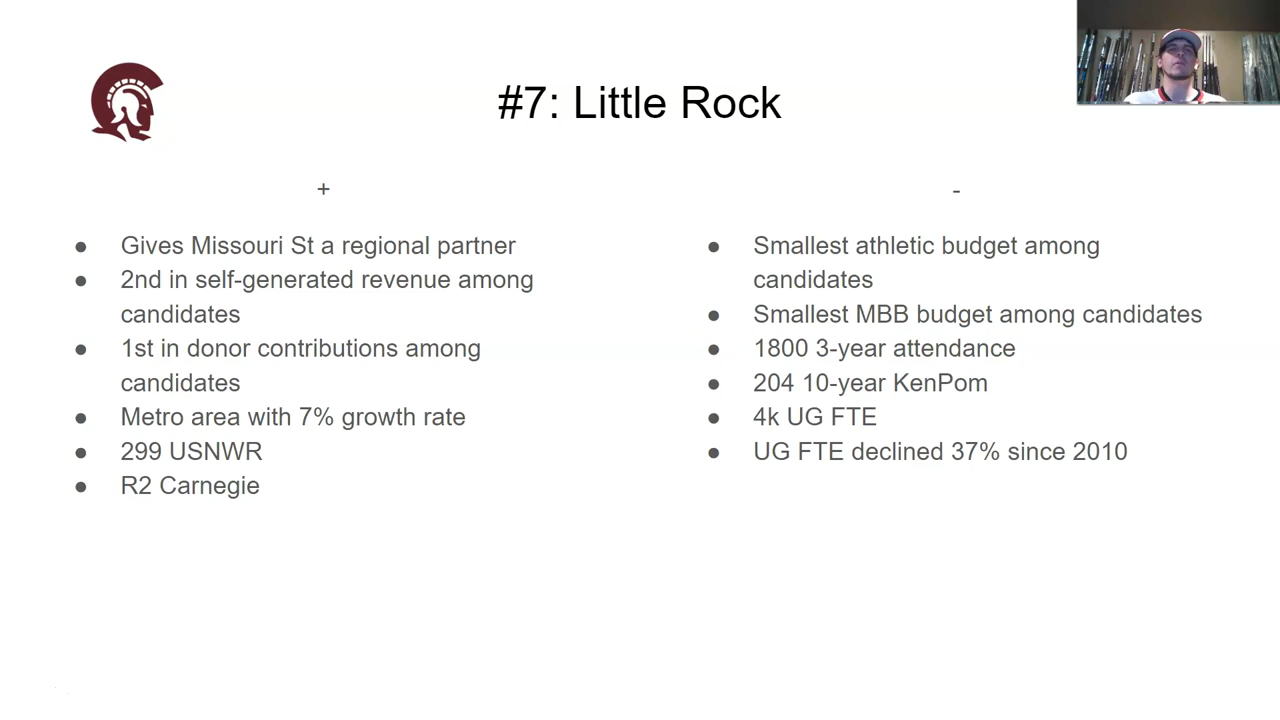 #7: Little Rock
+
● Gives Missouri St a regional partner
● 2nd in self-generated revenue among
candidates
● 1st in donor contributions among
candidates
● Metro area with 7% growth rate
● 299 USNWR
● R2 Carnegie
-
● Smallest athletic budget among
candidates
● Smallest MBB budget among candidates
● 1800 3-year attendance
● 204 10-year KenPom
● 4k UG FTE
● UG FTE declined 37% since 2010